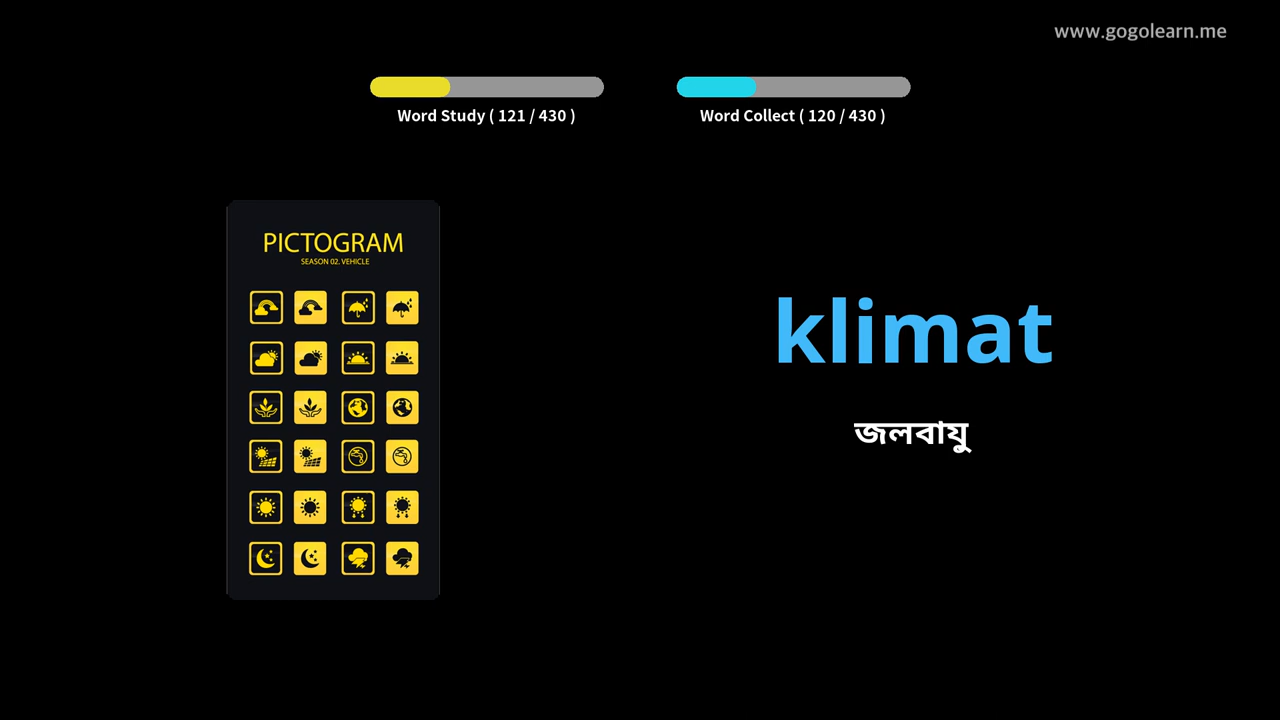 www.gogolearn.me
Word Study ( 121 / 430 )
Word Collect ( 120 / 430 )
PICTOGRAM
SEASON 02. VEHICLE
klimat
জলবাযু